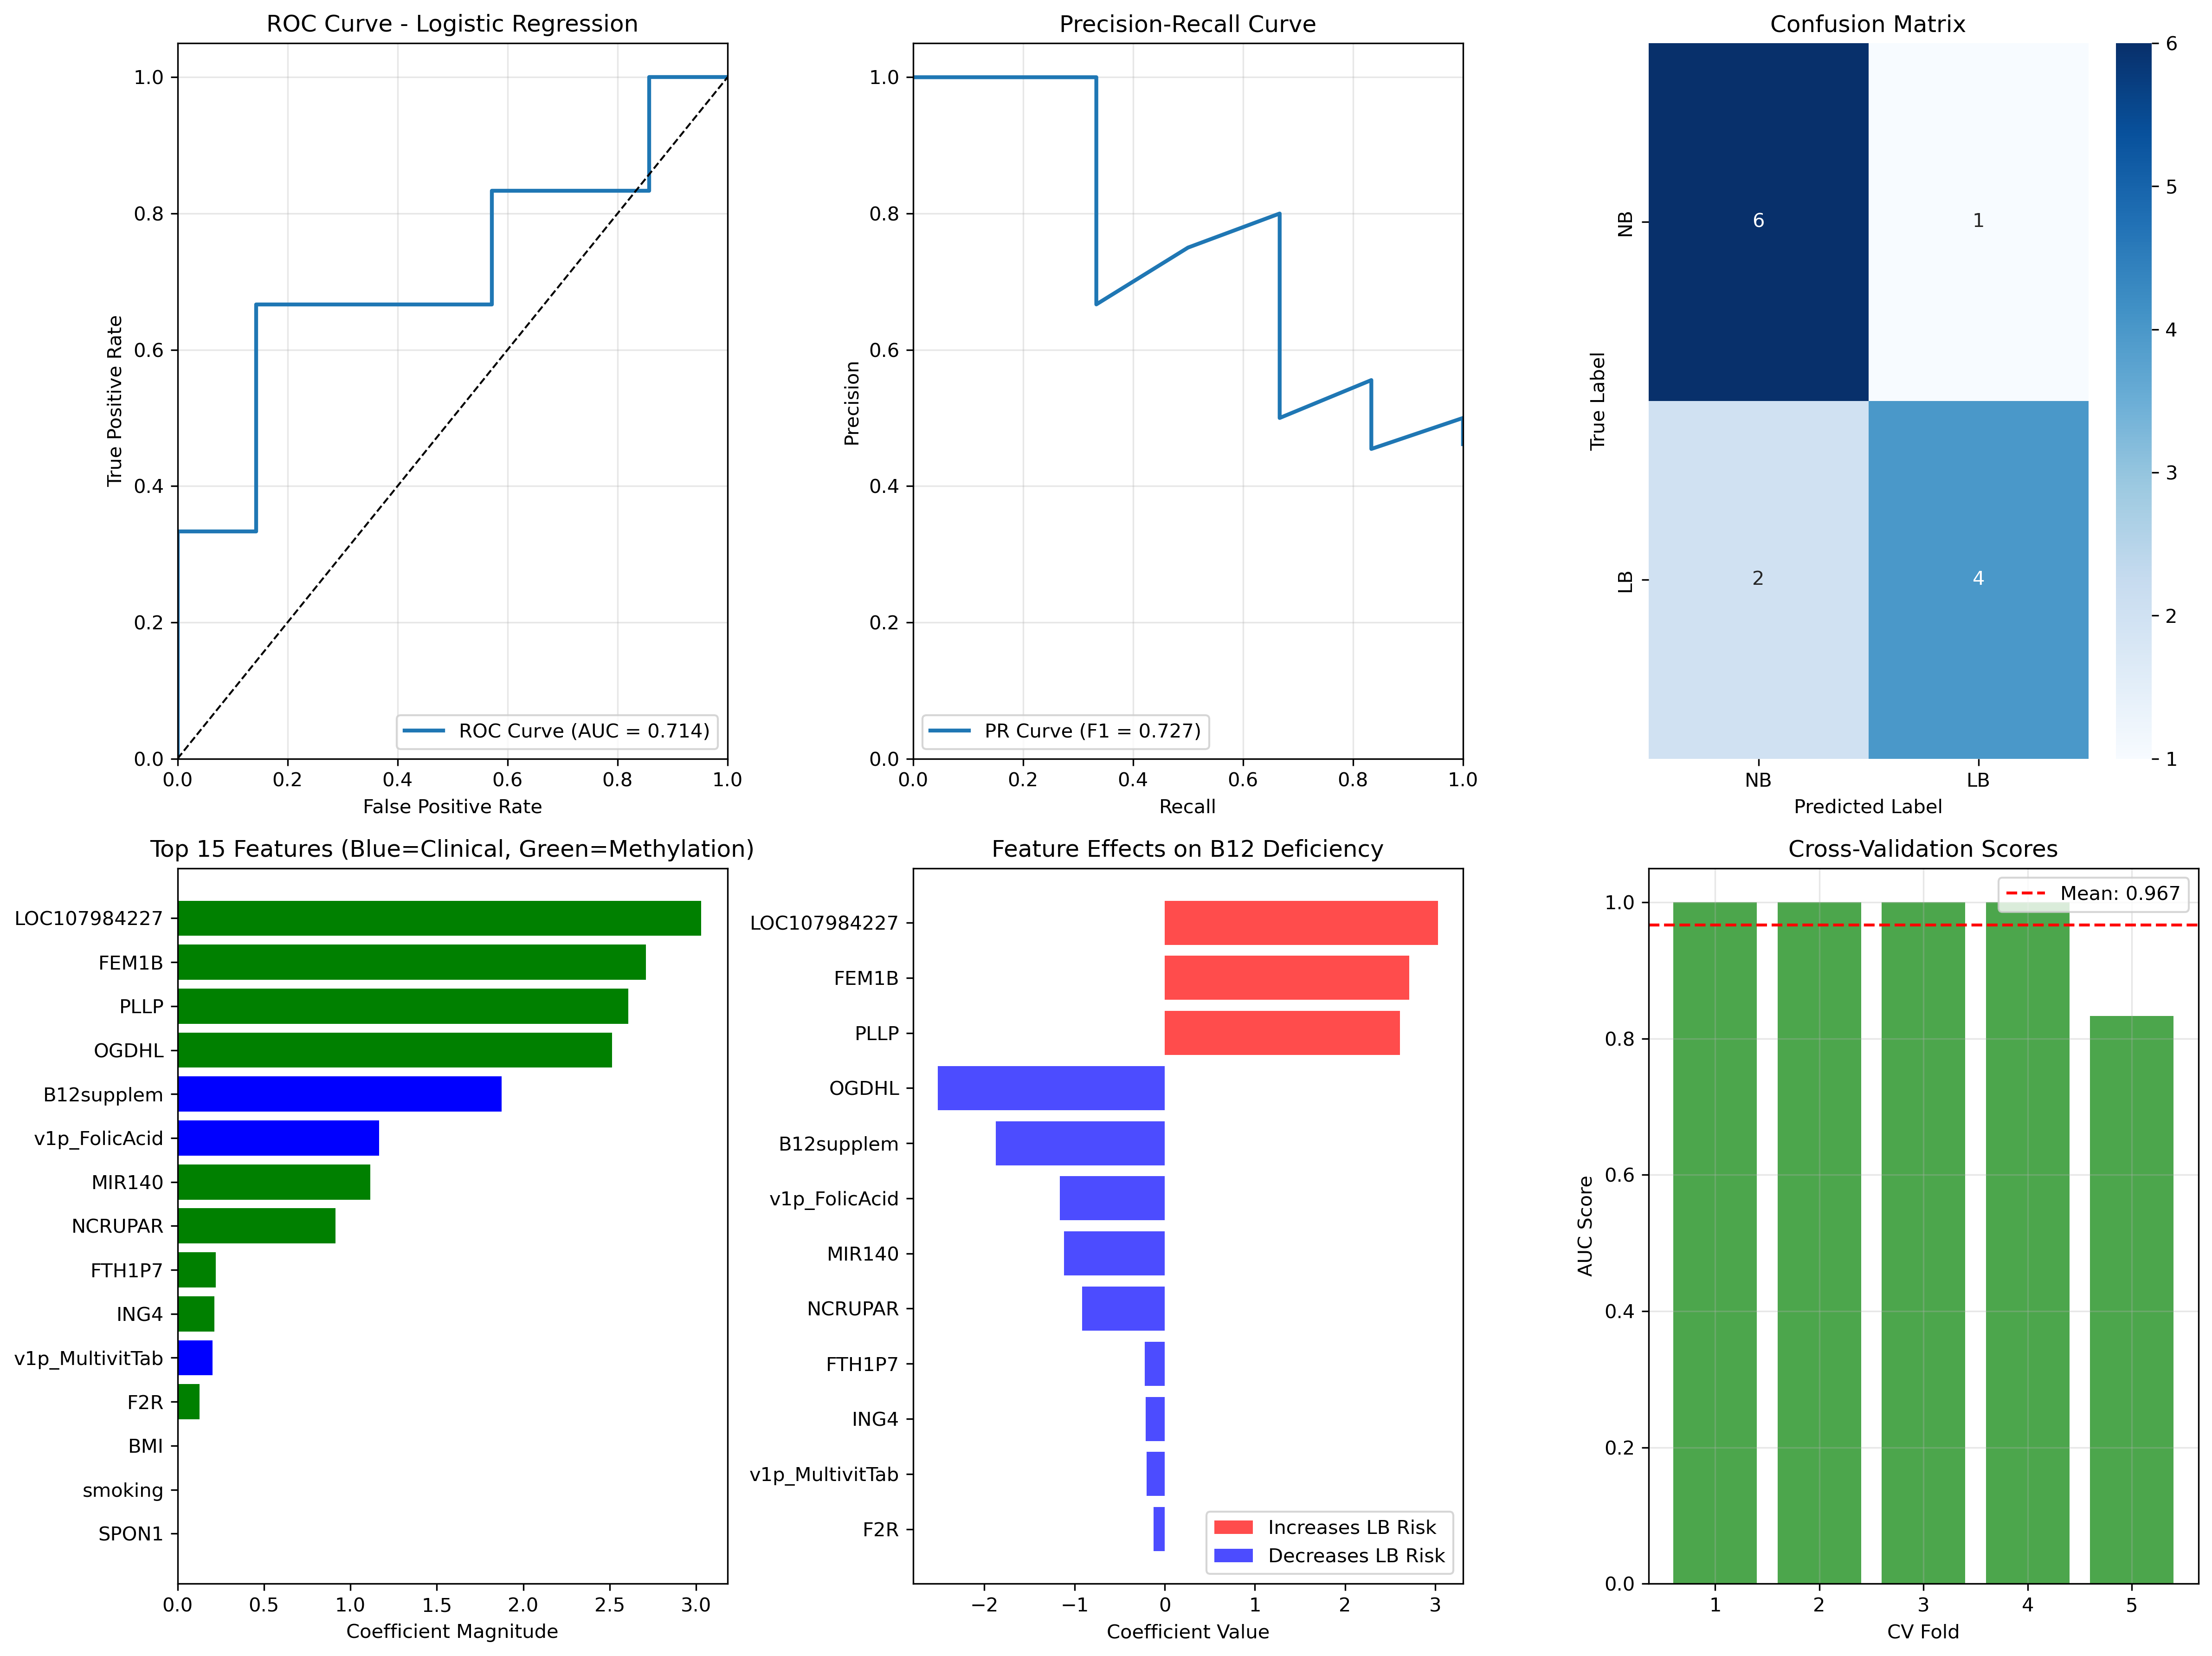 ROC Curve - Logistic Regression
1.0
0.8
0.6
0.4
0.2
0.0
True Positive Rate
0.0 0.2 0.4 0.6 0.8 1.0
False Positive Rate
ROC Curve (AUC = 0.714)
Precision-Recall Curve
1.0
0.8
0.6
0.4
0.2
0.0
Precision
0.0 0.2 0.4 0.6 0.8 1.0
Recall
PR Curve (F1 = 0.727)
Confusion Matrix
True Label
NB
LB
6 1
2 4
NB LB
Predicted Label
6
5
4
3
2
1
Top 15 Features (Blue=Clinical, Green=Methylation)
LOC107984227
FEM1B
PLLP
OGDHL
B12supplem
v1p_FolicAcid
MIR140
NCRUPAR
FTH1P7
ING4
v1p_MultivitTab
F2R
BMI
smoking
SPON1
0.0 0.5 1.0 1.5 2.0 2.5 3.0
Coefficient Magnitude
Feature Effects on B12 Deficiency
LOC107984227
FEM1B
PLLP
OGDHL
B12supplem
v1p_FolicAcid
MIR140
NCRUPAR
FTH1P7
ING4
v1p_MultivitTab
F2R
Increases LB Risk
Decreases LB Risk
−2 −1 0 1 2 3
Coefficient Value
Cross-Validation Scores
Mean: 0.967
1.0
0.8
0.6
0.4
0.2
0.0
AUC Score
1 2 3 4 5
CV Fold